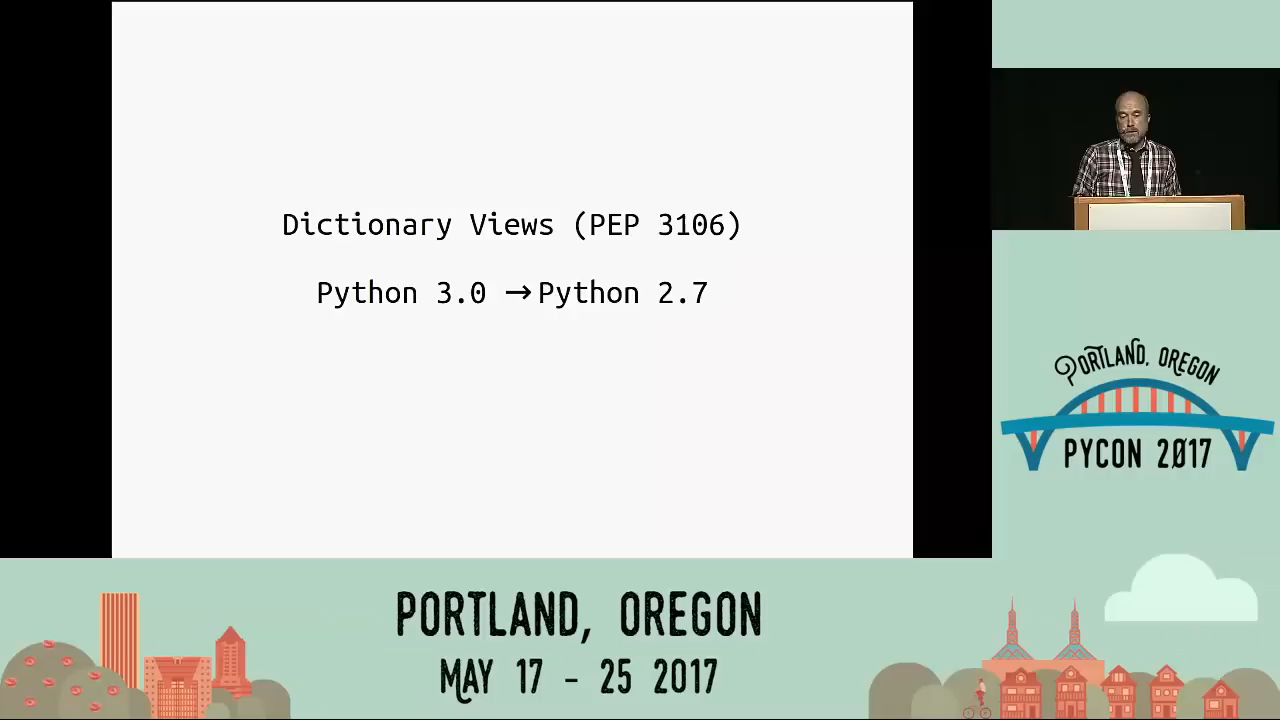 Dictionary Views (PEP 3106)
Python 3.0 →Python 2.7
PORTLAND, OREGON
PYCON 2017
PORTLAND, OREGON
MAY 17 - 25 2017